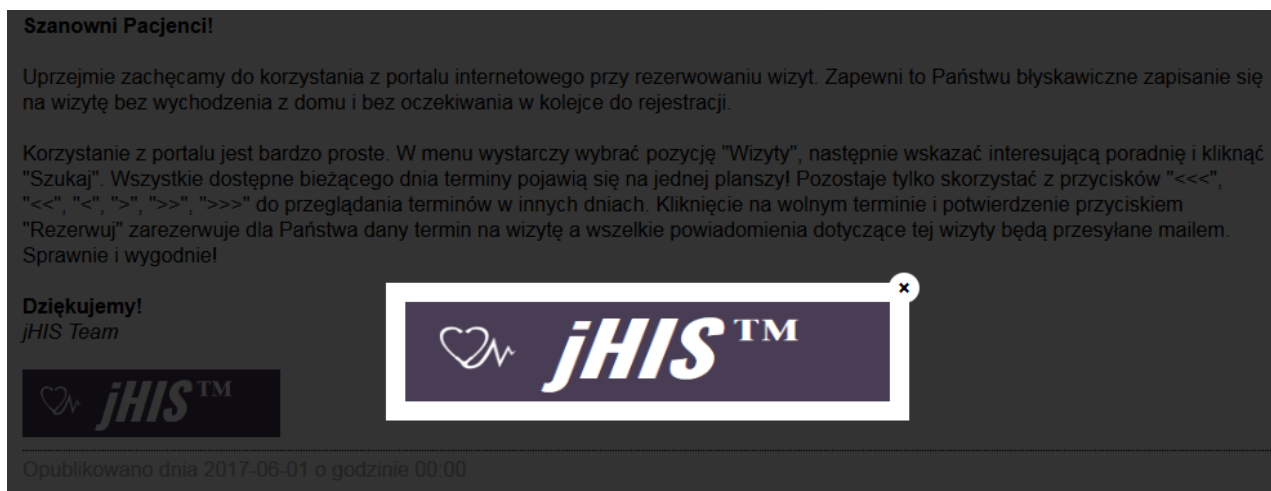 Szanowni Pacjenci!
Uprzejmie zachęcamy do korzystania z portalu internetowego przy rezerwowaniu wizyt. Zapewni to Państwu błyskawiczne zapisanie się
na wizytę bez wychodzenia z domu i bez oczekiwania w kolejce do rejestracji.
Korzystanie z portalu jest bardzo proste. W menu wystarczy wybrać pozycję "Wizyty", następnie wskazać interesującą poradnię i kliknąć
"Szukaj". Wszystkie dostępne bieżącego dnia terminy pojawią się na jednej planszy! Pozostaje tylko skorzystać z przycisków "<<<",
"<<", "<", ">", ">>", ">>>" do przeglądania terminów w innych dniach. Kliknięcie na wolnym terminie i potwierdzenie przyciskiem
"Rezerwuj" zarezerwuje dla Państwa dany termin na wizytę a wszelkie powiadomienia dotyczące tej wizyty będą przesyłane mailem.
Sprawnie i wygodnie!
Dziękujemy!
jHIS Team
jHIS™
jHIS™
Opublikowano dnia 2017-06-01 o godzinie 00:00